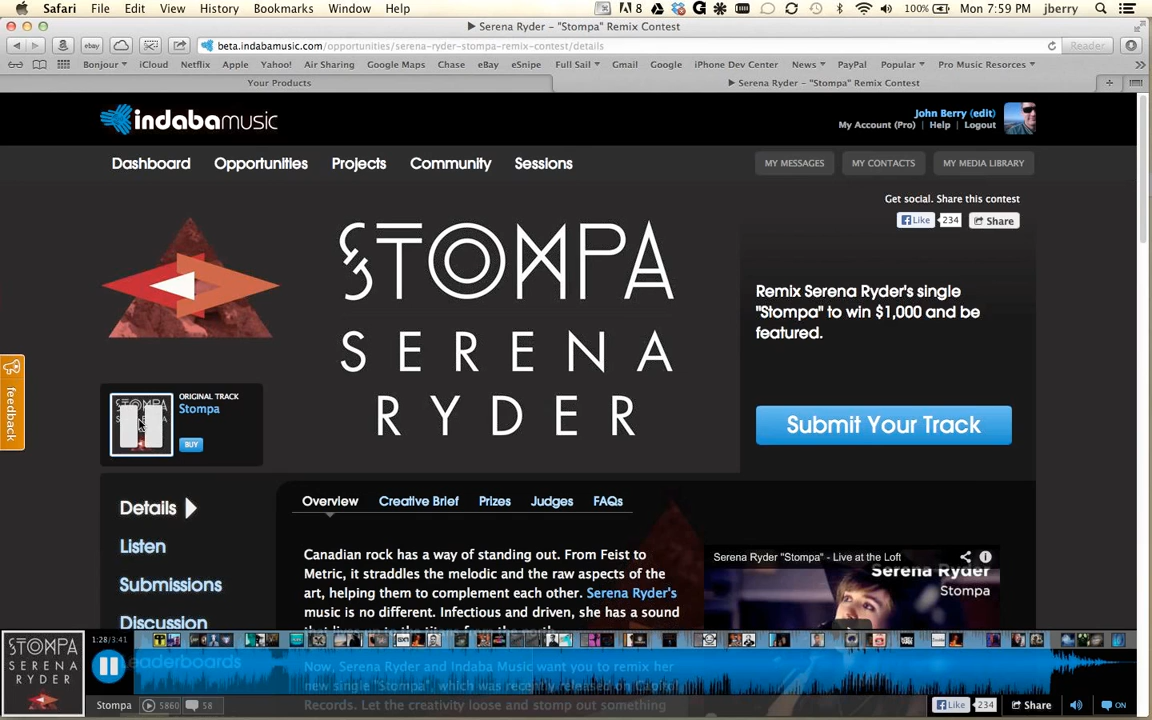 Safari File Edit View History Bookmarks Window Help
8 100% Mon 7:59 PM jberry
Serena Ryder – "Stompa" Remix Contest
ebay
beta.indabamusic.com/opportunities/serena-ryder-stompa-remix-contest/details
Reader
Bonjour iCloud Netflix Apple Yahoo! Air Sharing Google Maps Chase eBay eSnipe Full Sail Gmail Google iPhone Dev Center News PayPal Popular Pro Music Resorces
Your Products
Serena Ryder – "Stompa" Remix Contest
indabamusic
John Berry (edit)
My Account (Pro) | Help | Logout
Dashboard Opportunities Projects Community Sessions
MY MESSAGES MY CONTACTS MY MEDIA LIBRARY
Get social. Share this contest
Like 234 Share
STOMPA
SERENA
RYDER
Remix Serena Ryder's single
"Stompa" to win $1,000 and be
featured.
Submit Your Track
feedback
ORIGINAL TRACK
Stompa
BUY
Details
Listen
Submissions
Discussion
Leaderboards
Overview Creative Brief Prizes Judges FAQs
Canadian rock has a way of standing out. From Feist to
Metric, it straddles the melodic and the raw aspects of the
art, helping them to complement each other. Serena Ryder's
music is no different. Infectious and driven, she has a sound
Now, Serena Ryder and Indaba Music want you to remix her
new single "Stompa", which was recently released on Capitol
Records. Let the creativity loose and stomp out something
Serena Ryder "Stompa" - Live at the Loft
Serena Ryder
Stompa
STOMPA
SERENA
RYDER
1:28/3:41
Stompa 5860 58
Like 234 Share ON